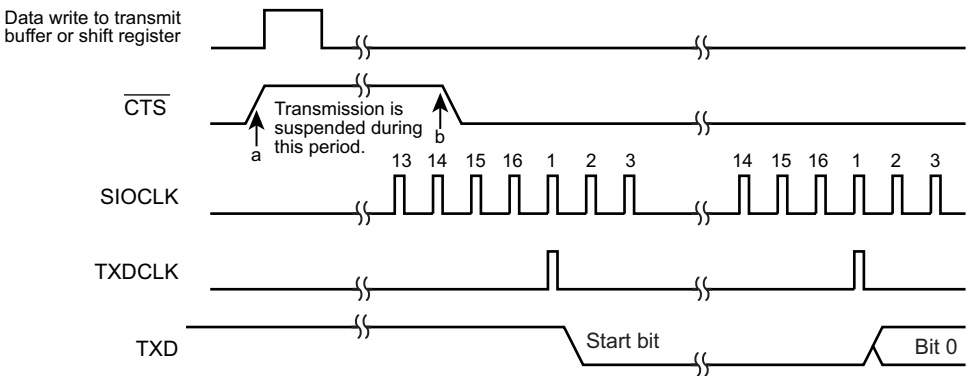 Data write to transmit
buffer or shift register
CTS
Transmission is
suspended during
this period.
a
b
13 14 15 16 1 2 3 14 15 16 1 2 3
SIOCLK
TXDCLK
TXD
Start bit
Bit 0